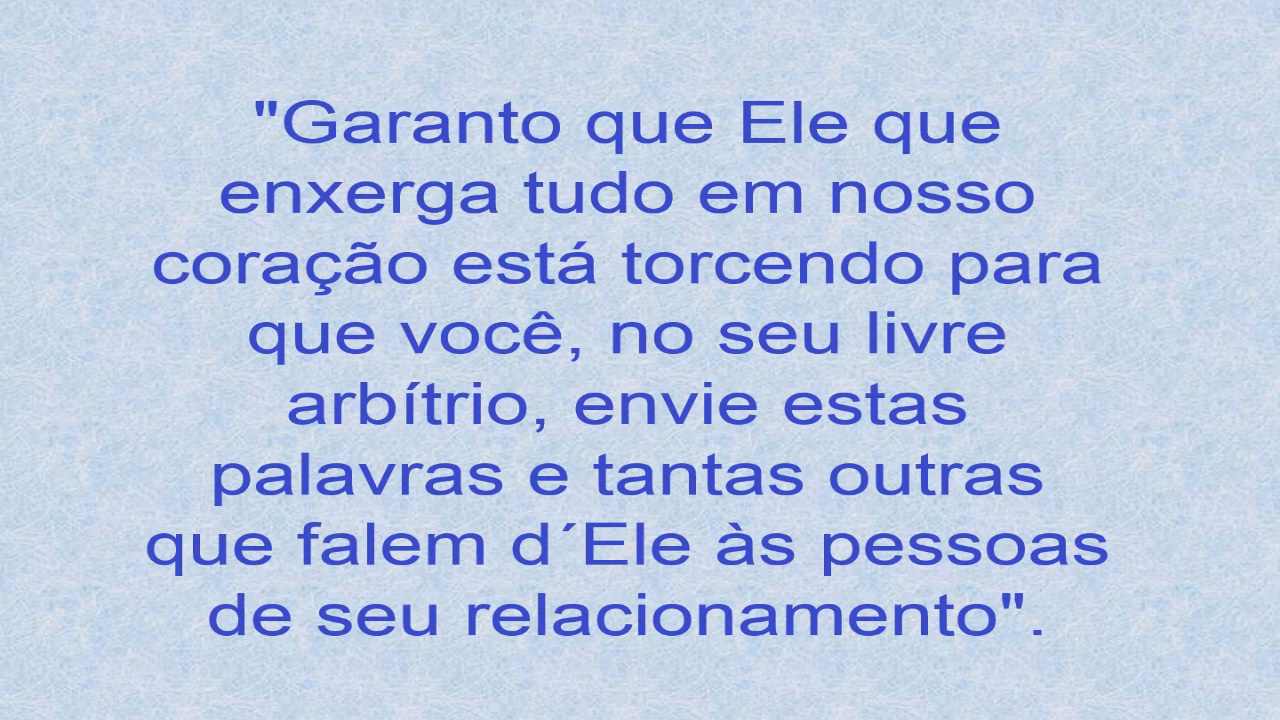 "Garanto que Ele que
enxerga tudo em nosso
coração está torcendo para
que você, no seu livre
arbítrio, envie estas
palavras e tantas outras
que falem d´Ele às pessoas
de seu relacionamento".